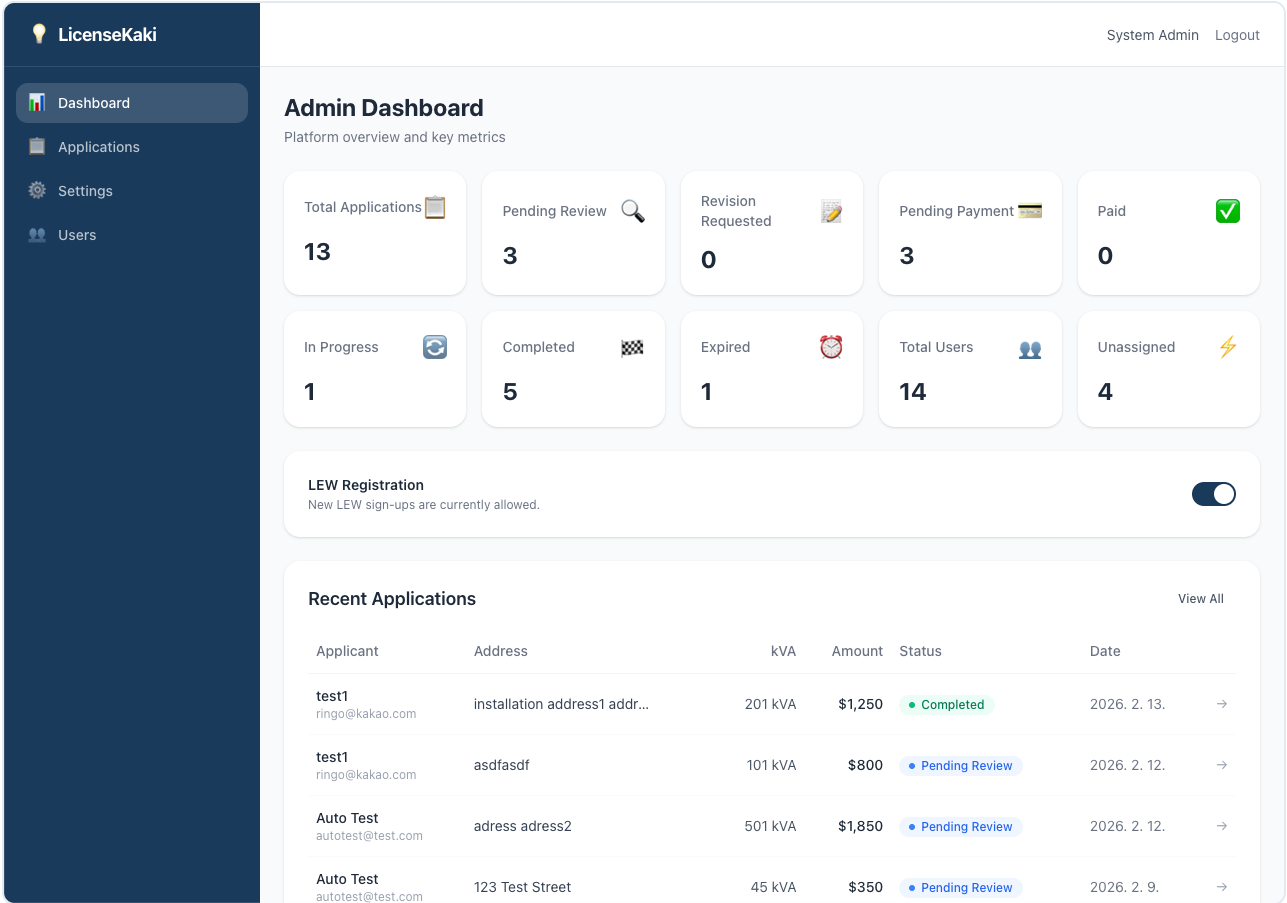 LicenseKaki
System Admin Logout
Dashboard
Applications
Settings
Users
Admin Dashboard
Platform overview and key metrics
Total Applications
13
Pending Review
3
Revision
Requested
0
Pending Payment
3
Paid
0
In Progress
1
Completed
5
Expired
1
Total Users
14
Unassigned
4
LEW Registration
New LEW sign-ups are currently allowed.
Recent Applications
View All
Applicant Address kVA Amount Status Date
test1
ringo@kakao.com
installation address1 addr... 201 kVA $1,250 Completed 2026. 2. 13. →
test1
ringo@kakao.com
asdfasdf 101 kVA $800 Pending Review 2026. 2. 12. →
Auto Test
autotest@test.com
adress adress2 501 kVA $1,850 Pending Review 2026. 2. 12. →
Auto Test
autotest@test.com
123 Test Street 45 kVA $350 Pending Review 2026. 2. 9. →